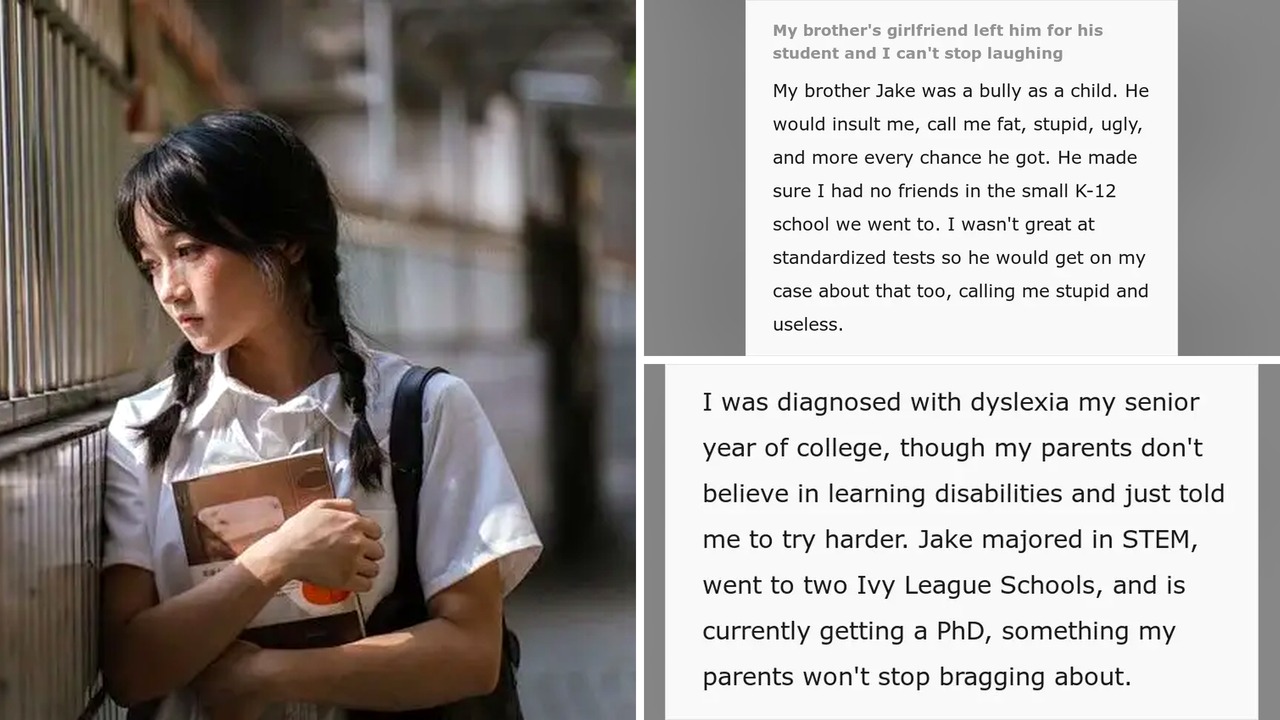 My brother's girlfriend left him for his
student and I can't stop laughing
My brother Jake was a bully as a child. He
would insult me, call me fat, stupid, ugly,
and more every chance he got. He made
sure I had no friends in the small K-12
school we went to. I wasn't great at
standardized tests so he would get on my
case about that too, calling me stupid and
useless.
I was diagnosed with dyslexia my senior
year of college, though my parents don't
believe in learning disabilities and just told
me to try harder. Jake majored in STEM,
went to two Ivy League Schools, and is
currently getting a PhD, something my
parents won't stop bragging about.